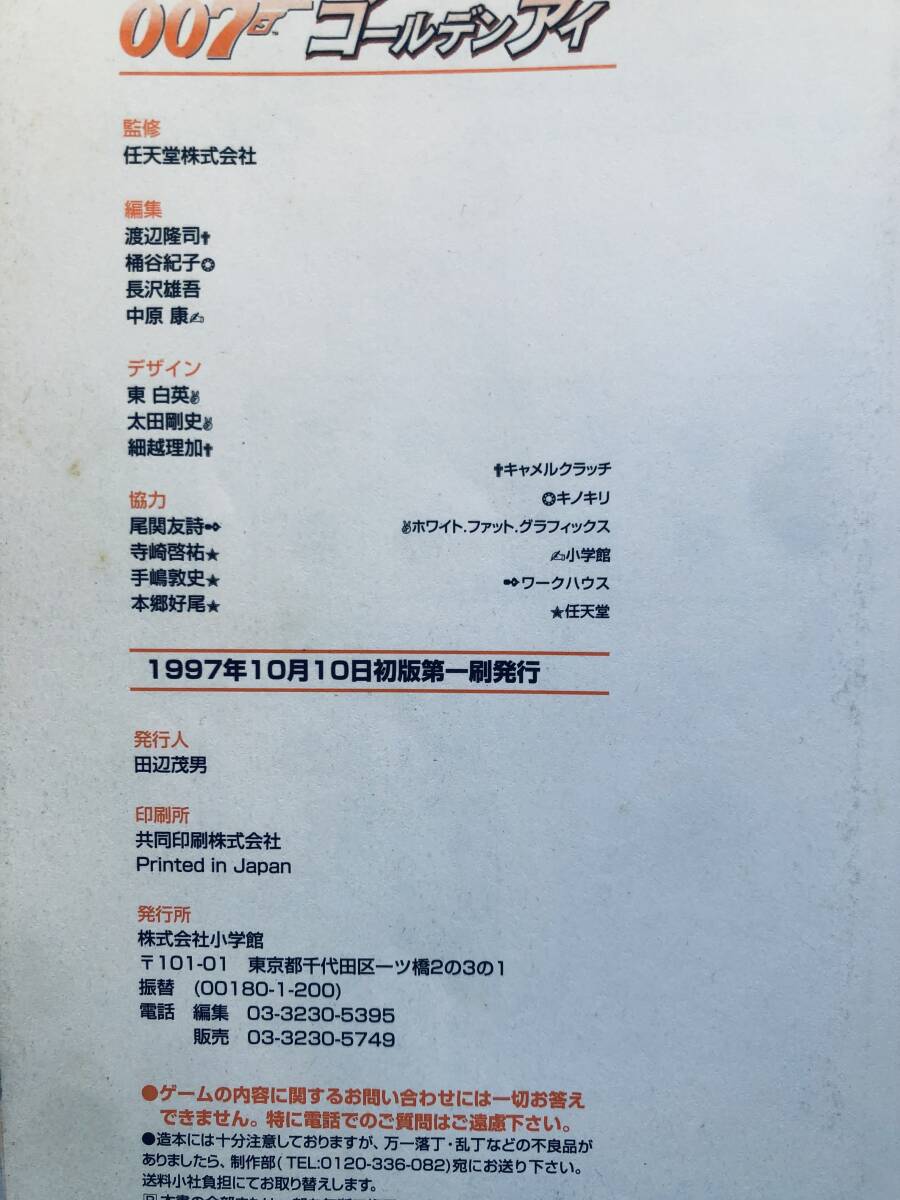 007 ゴールデンアイ
監修
任天堂株式会社
編集
渡辺隆司✝
桶谷紀子✪
長沢雄吾
中原 康✍
デザイン
東 白英✌
太田剛史✌
細越理加✝
協力
尾関友詩➺
寺崎啓祐★
手嶋敦史★
本郷好尾★
✝キャメルクラッチ
✪キノキリ
✌ホワイト.ファット.グラフィックス
✍小学館
➺ワークハウス
★任天堂
1997年10月10日初版第一刷発行
発行人
田辺茂男
印刷所
共同印刷株式会社
Printed in Japan
発行所
株式会社小学館
〒101-01 東京都千代田区一ツ橋2の3の1
振替 (00180-1-200)
電話 編集 03-3230-5395
販売 03-3230-5749
●ゲームの内容に関するお問い合わせには一切お答え
できません。特に電話でのご質問はご遠慮下さい。
●造本には十分注意しておりますが、万一落丁・乱丁などの不良品が
ありましたら、制作部(TEL:0120-336-082)宛にお送り下さい。
送料小社負担にてお取り替えします。